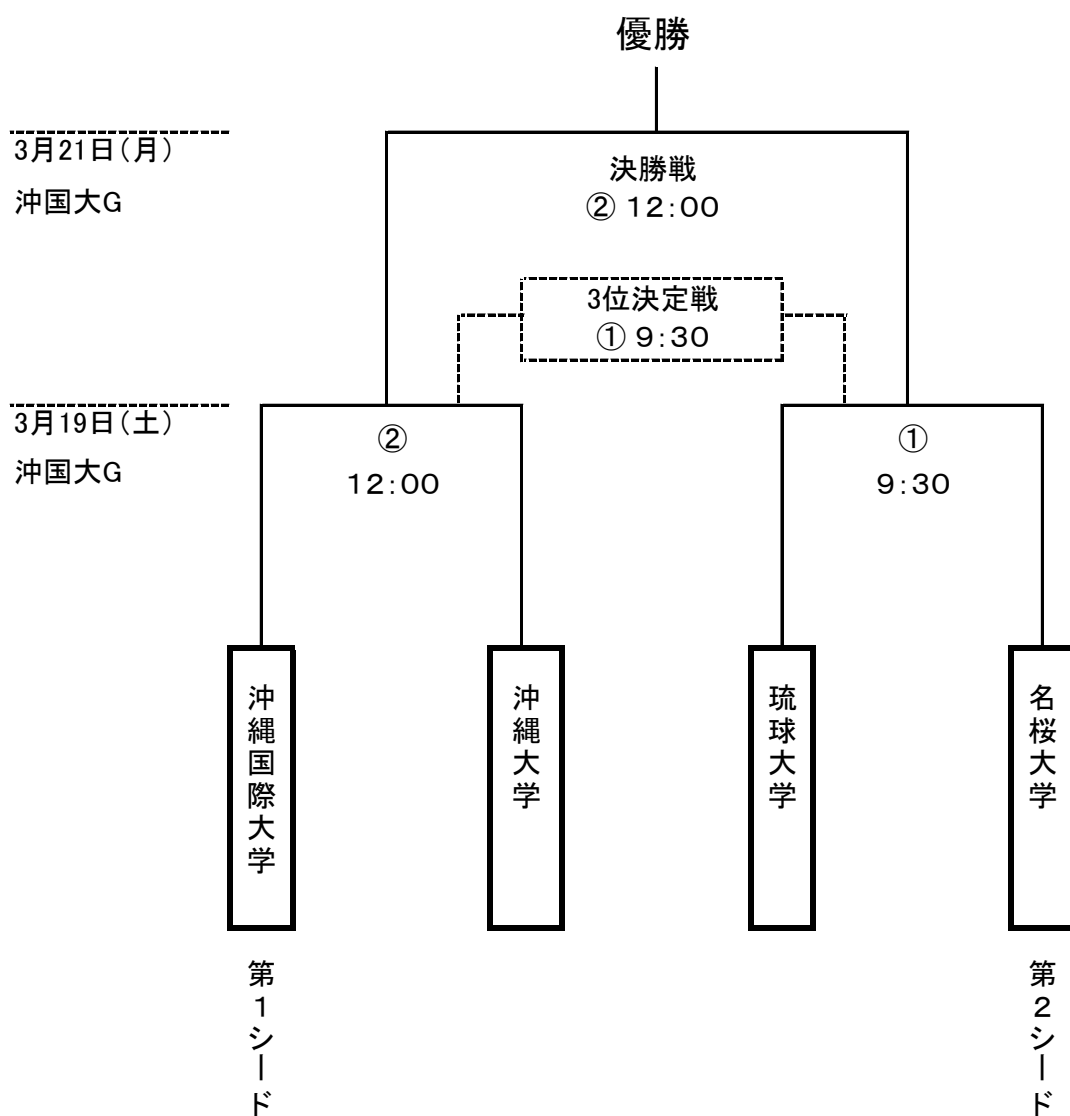 優勝
3月21日(月)
沖国大G
決勝戦
② 12:00
3位決定戦
① 9:30
3月19日(土)
沖国大G
②
12:00
①
9:30
沖縄国際大学
沖縄大学
琉球大学
名桜大学
第1シード
第2シード